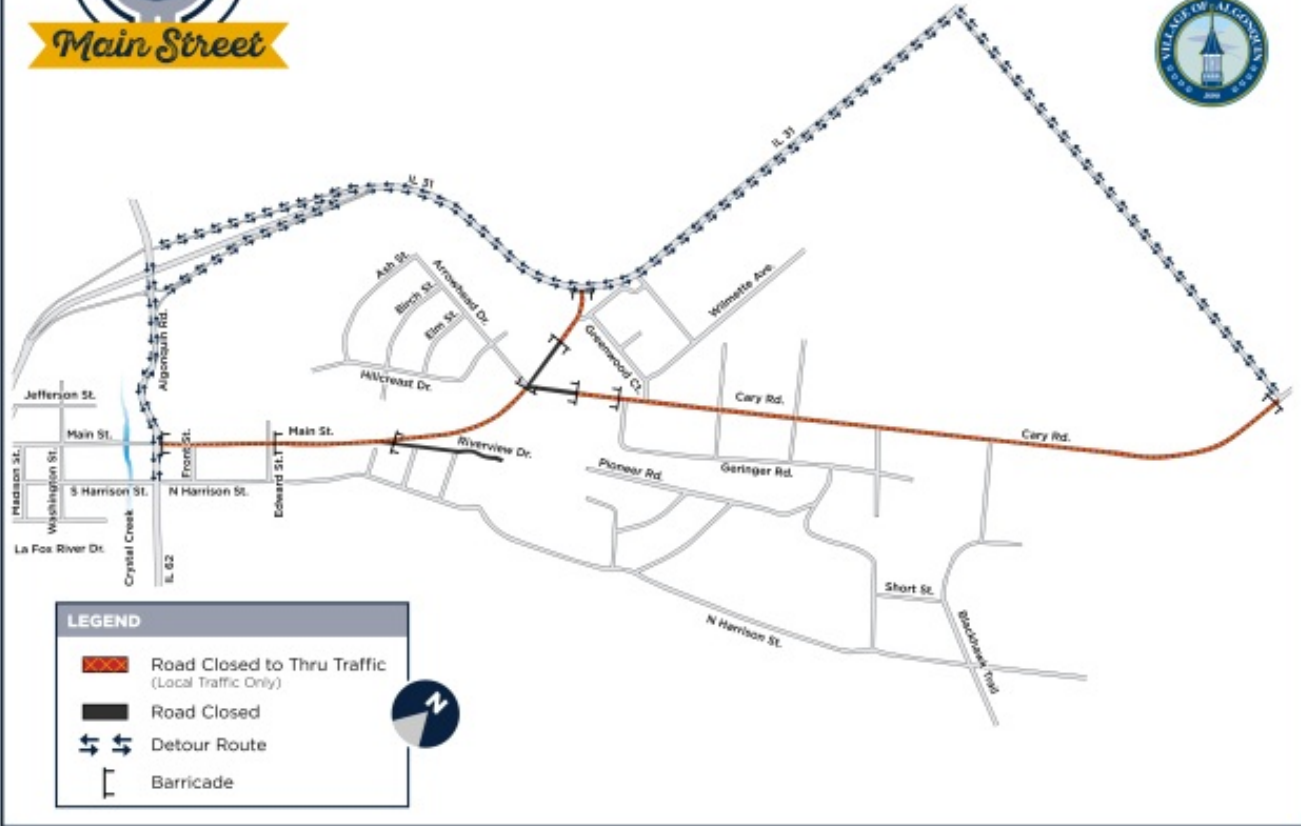 Main Street
VILLAGE OF ALGONQUIN
IL 31
IL 31
Ash St.
Arrowhead Dr.
Birch St.
Elm St.
Hillcreast Dr.
Wilmette Ave.
Greenwood Ct.
Algonquin Rd.
Jefferson St.
Main St.
Front St.
Main St.
Riverview Dr.
Cary Rd.
Cary Rd.
Geringer Rd.
Pioneer Rd.
Madison St.
Washington St.
S Harrison St.
N Harrison St.
Edward St.
La Fox River Dr.
Crystal Creek
IL 62
Short St.
N Harrison St.
Blackhawk Trail
LEGEND
Road Closed to Thru Traffic
(Local Traffic Only)
Road Closed
Detour Route
Barricade
N